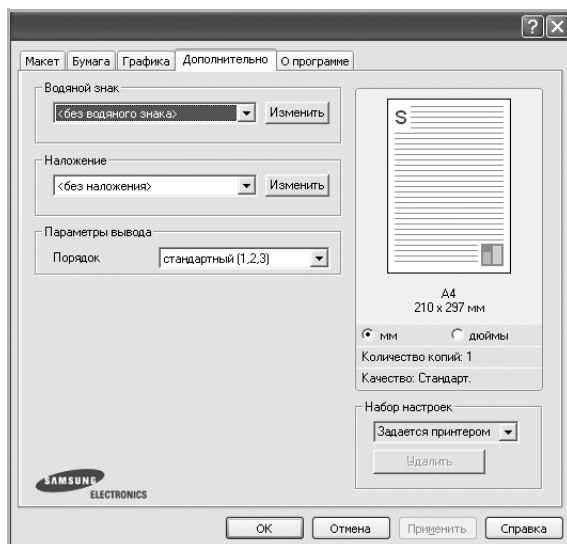 Макет Бумага Графика Дополнительно О программе
Водяной знак
<без водяного знака> Изменить
Наложение
<без наложения> Изменить
Параметры вывода
Порядок стандартный (1,2,3)
S
A4
210 x 297 мм
мм дюймы
Количество копий: 1
Качество: Стандарт.
Набор настроек
Задается принтером
Удалить
SAMSUNG
ELECTRONICS
OK Отмена Применить Справка